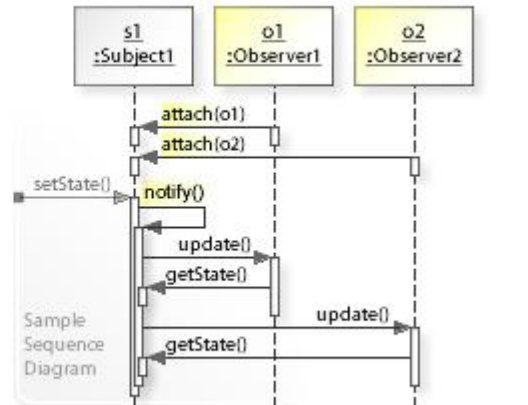 s1
:Subject1
o1
:Observer1
o2
:Observer2
attach(o1)
attach(o2)
setState()
notify()
update()
getState()
update()
getState()
Sample
Sequence
Diagram